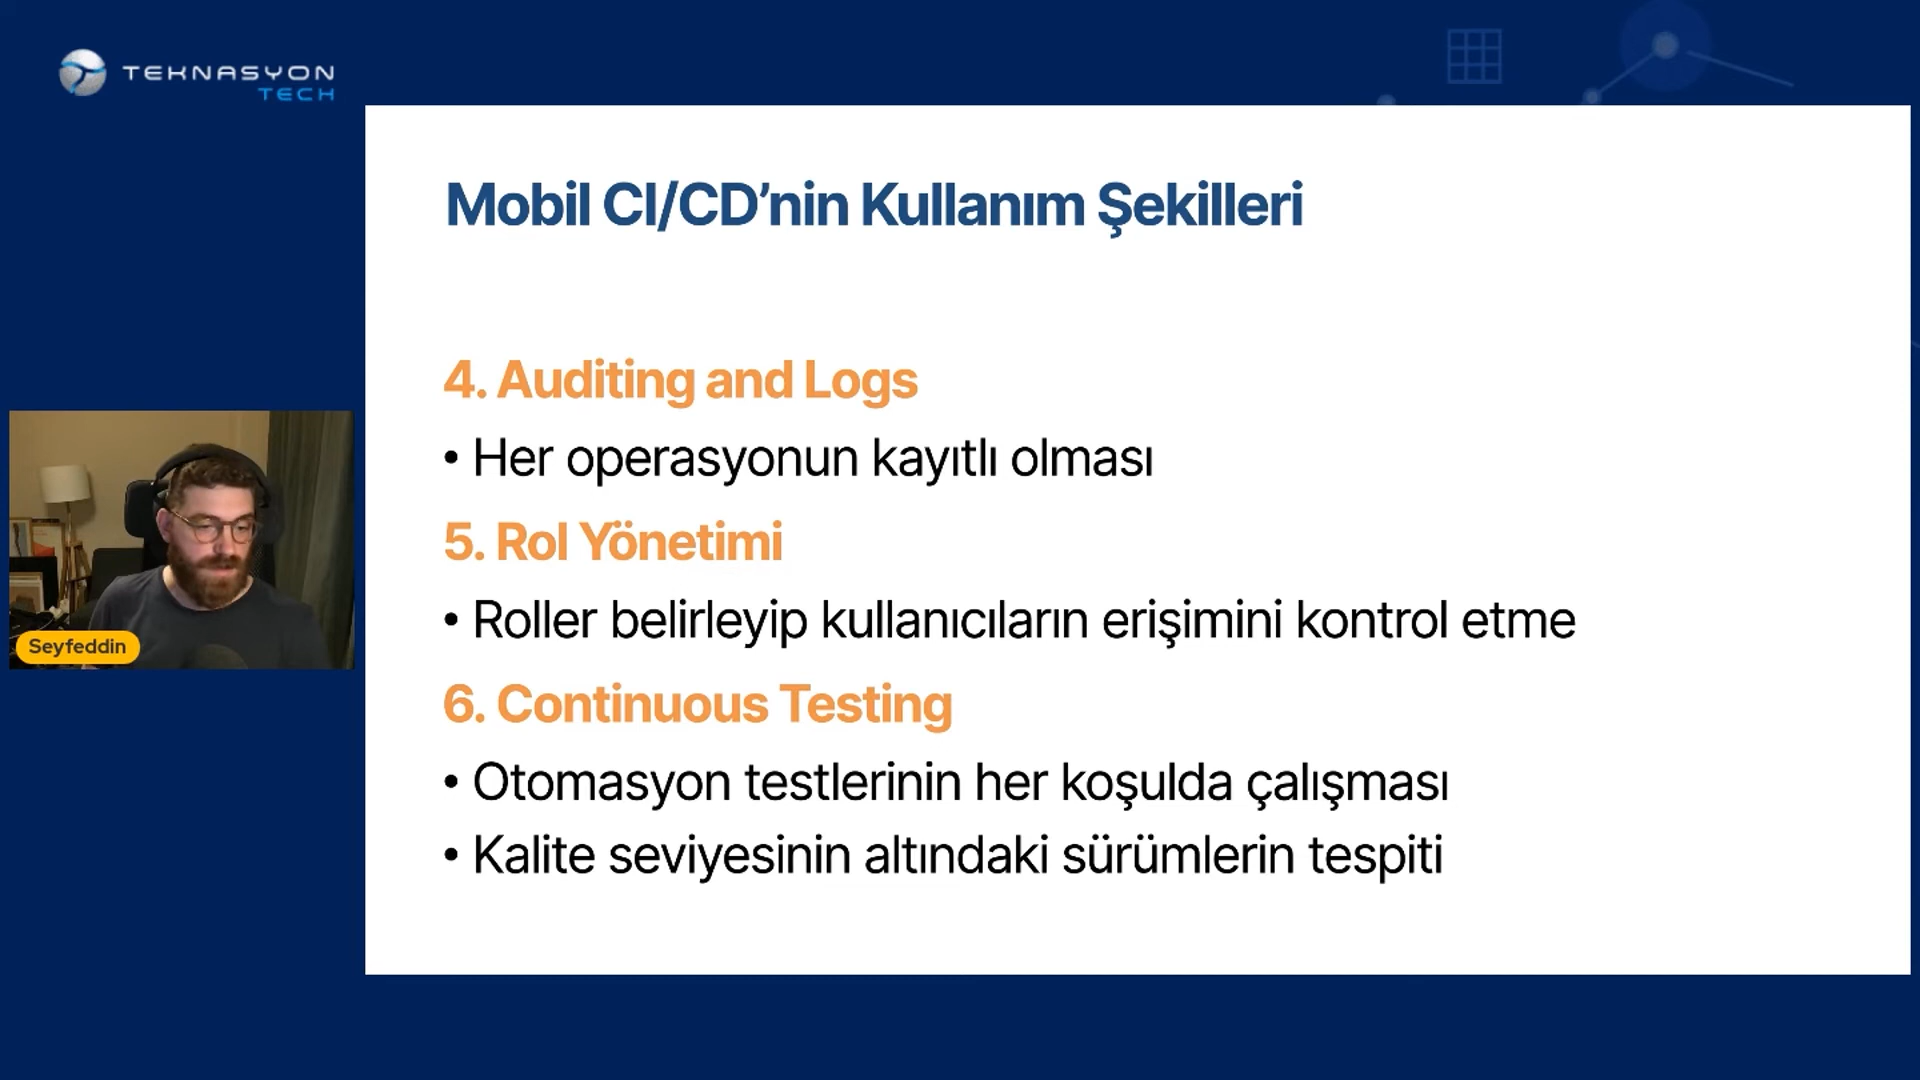 TEKNASYON
TECH
Mobil CI/CD’nin Kullanım Şekilleri
4. Auditing and Logs
• Her operasyonun kayıtlı olması
5. Rol Yönetimi
• Roller belirleyip kullanıcıların erişimini kontrol etme
6. Continuous Testing
• Otomasyon testlerinin her koşulda çalışması
• Kalite seviyesinin altındaki sürümlerin tespiti
Seyfeddin